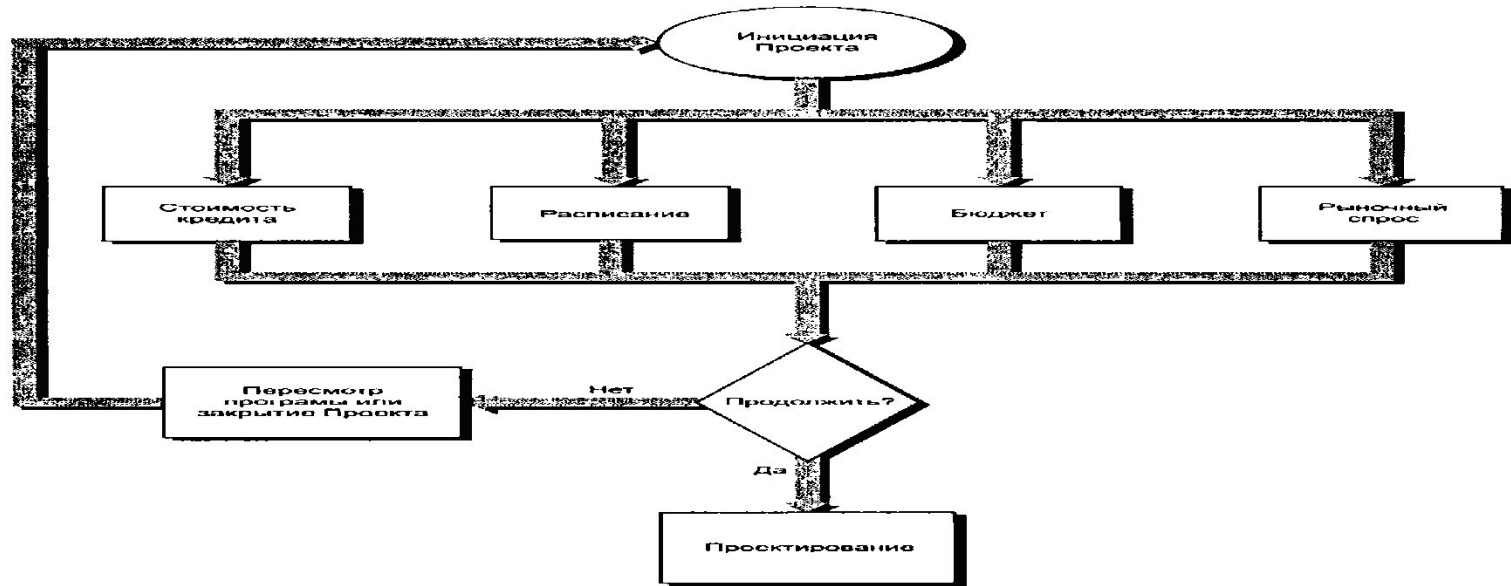 Инициация
Проекта
Стоимость
кредита
Расписание
Бюджет
Рыночный
спрос
Пересмотр
програмы или
закрытие Проекта
Нет
Продолжить?
Да
Проектирование